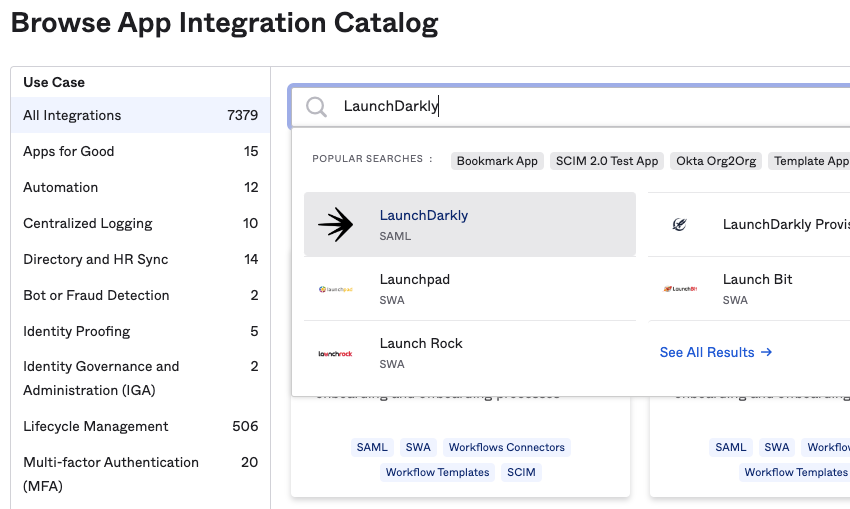 Browse App Integration Catalog
Use Case
All Integrations 7379
Apps for Good 15
Automation 12
Centralized Logging 10
Directory and HR Sync 14
Bot or Fraud Detection 2
Identity Proofing 5
Identity Governance and 2
Administration (IGA)
Lifecycle Management 506
Multi-factor Authentication 20
(MFA)
LaunchDarkly
POPULAR SEARCHES : Bookmark App SCIM 2.0 Test App Okta Org2Org Template App
LaunchDarkly
SAML
LaunchDarkly Provis
launchpad
Launchpad
SWA
LaunchBit
Launch Bit
SWA
launchrock
Launch Rock
SWA
See All Results →
SAML SWA Workflows Connectors
Workflow Templates SCIM
SAML SWA Workflo
Workflow Templates